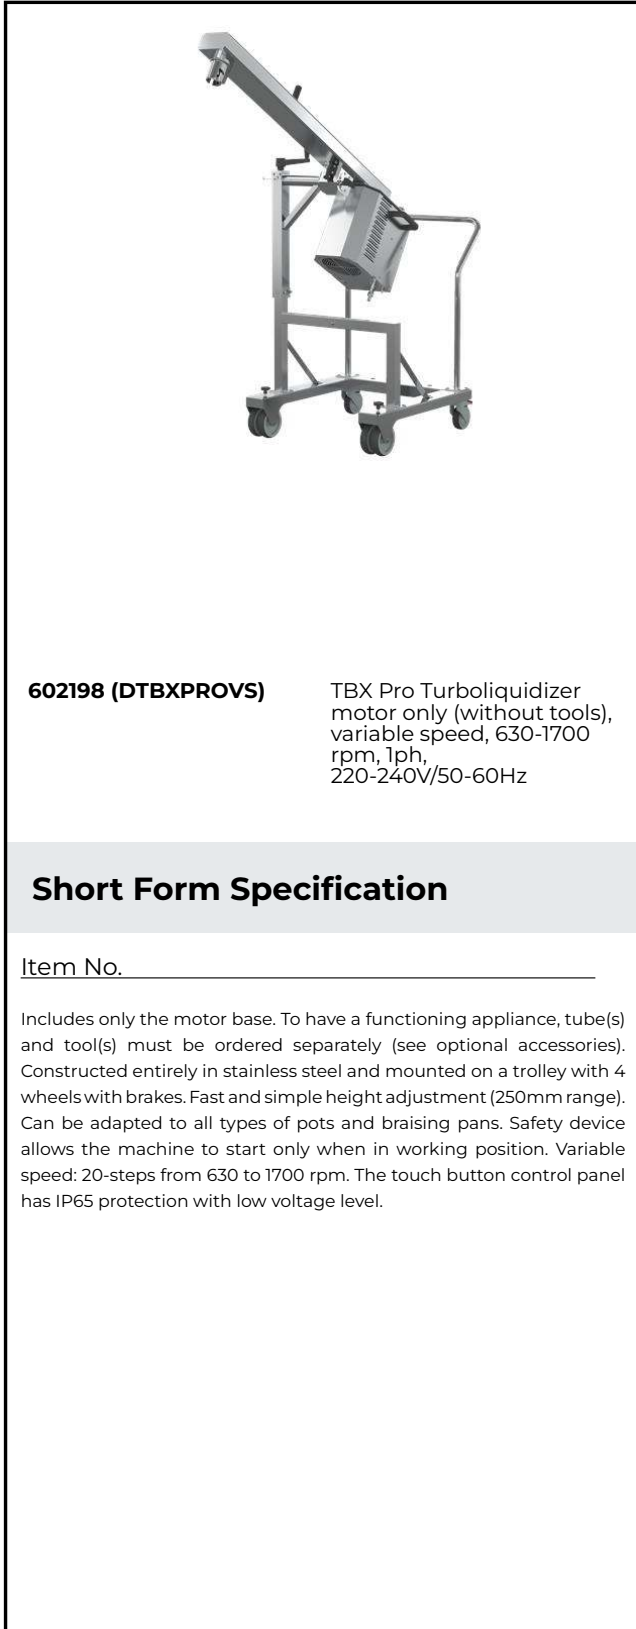 602198 (DTBXPROVS)
TBX Pro Turboliquidizer
motor only (without tools),
variable speed, 630-1700
rpm, 1ph,
220-240V/50-60Hz
Short Form Specification
Item No.
Includes only the motor base. To have a functioning appliance, tube(s)
and tool(s) must be ordered separately (see optional accessories).
Constructed entirely in stainless steel and mounted on a trolley with 4
wheels with brakes. Fast and simple height adjustment (250mm range).
Can be adapted to all types of pots and braising pans. Safety device
allows the machine to start only when in working position. Variable
speed: 20-steps from 630 to 1700 rpm. The touch button control panel
has IP65 protection with low voltage level.